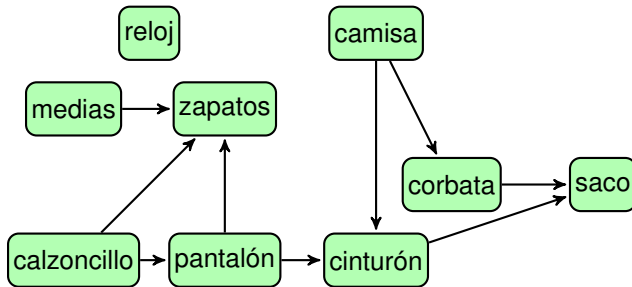 reloj
camisa
medias
zapatos
corbata
saco
calzoncillo
pantalón
cinturón